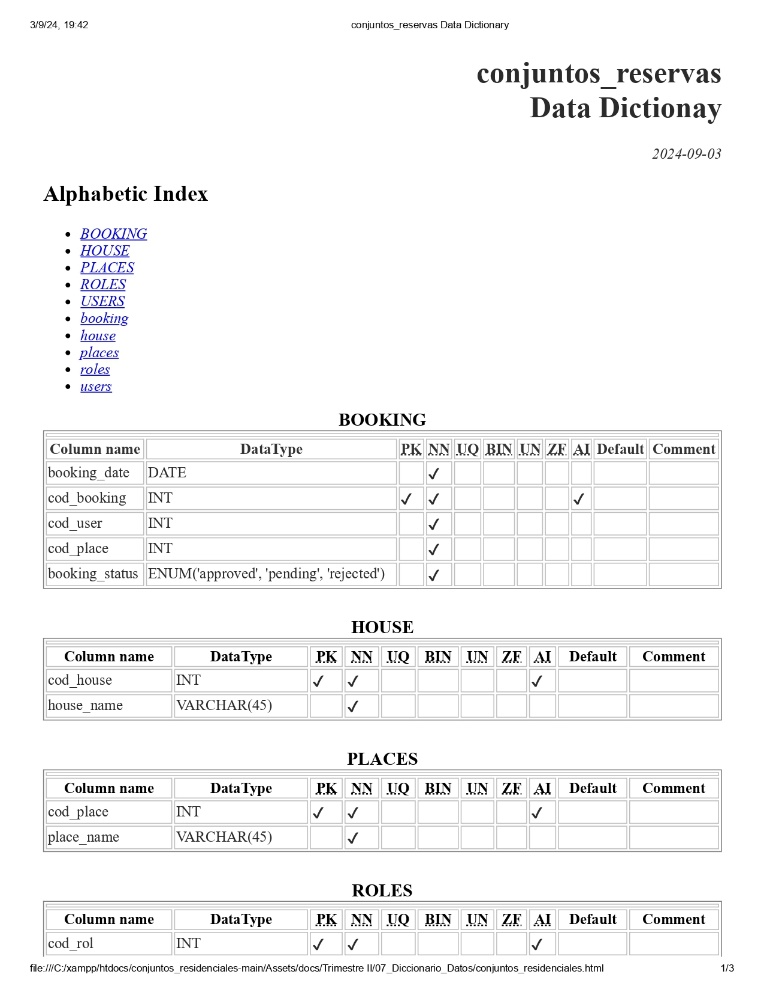 3/9/24, 19:42 conjuntos_reservas Data Dictionary
conjuntos_reservas
Data Dictionay
2024-09-03
Alphabetic Index
BOOKING
HOUSE
PLACES
ROLES
USERS
booking
house
places
roles
users
BOOKING
Column name DataType PK NN UQ BIN UN ZF AI Default Comment
booking_date DATE ✓
cod_booking INT ✓ ✓ ✓
cod_user INT ✓
cod_place INT ✓
booking_status ENUM('approved', 'pending', 'rejected') ✓
HOUSE
Column name DataType PK NN UQ BIN UN ZF AI Default Comment
cod_house INT ✓ ✓ ✓
house_name VARCHAR(45) ✓
PLACES
Column name DataType PK NN UQ BIN UN ZF AI Default Comment
cod_place INT ✓ ✓ ✓
place_name VARCHAR(45) ✓
ROLES
Column name DataType PK NN UQ BIN UN ZF AI Default Comment
cod_rol INT ✓ ✓ ✓
file:///C:/xampp/htdocs/conjuntos_residenciales-main/Assets/docs/Trimestre II/07_Diccionario_Datos/conjuntos_residenciales.html 1/3